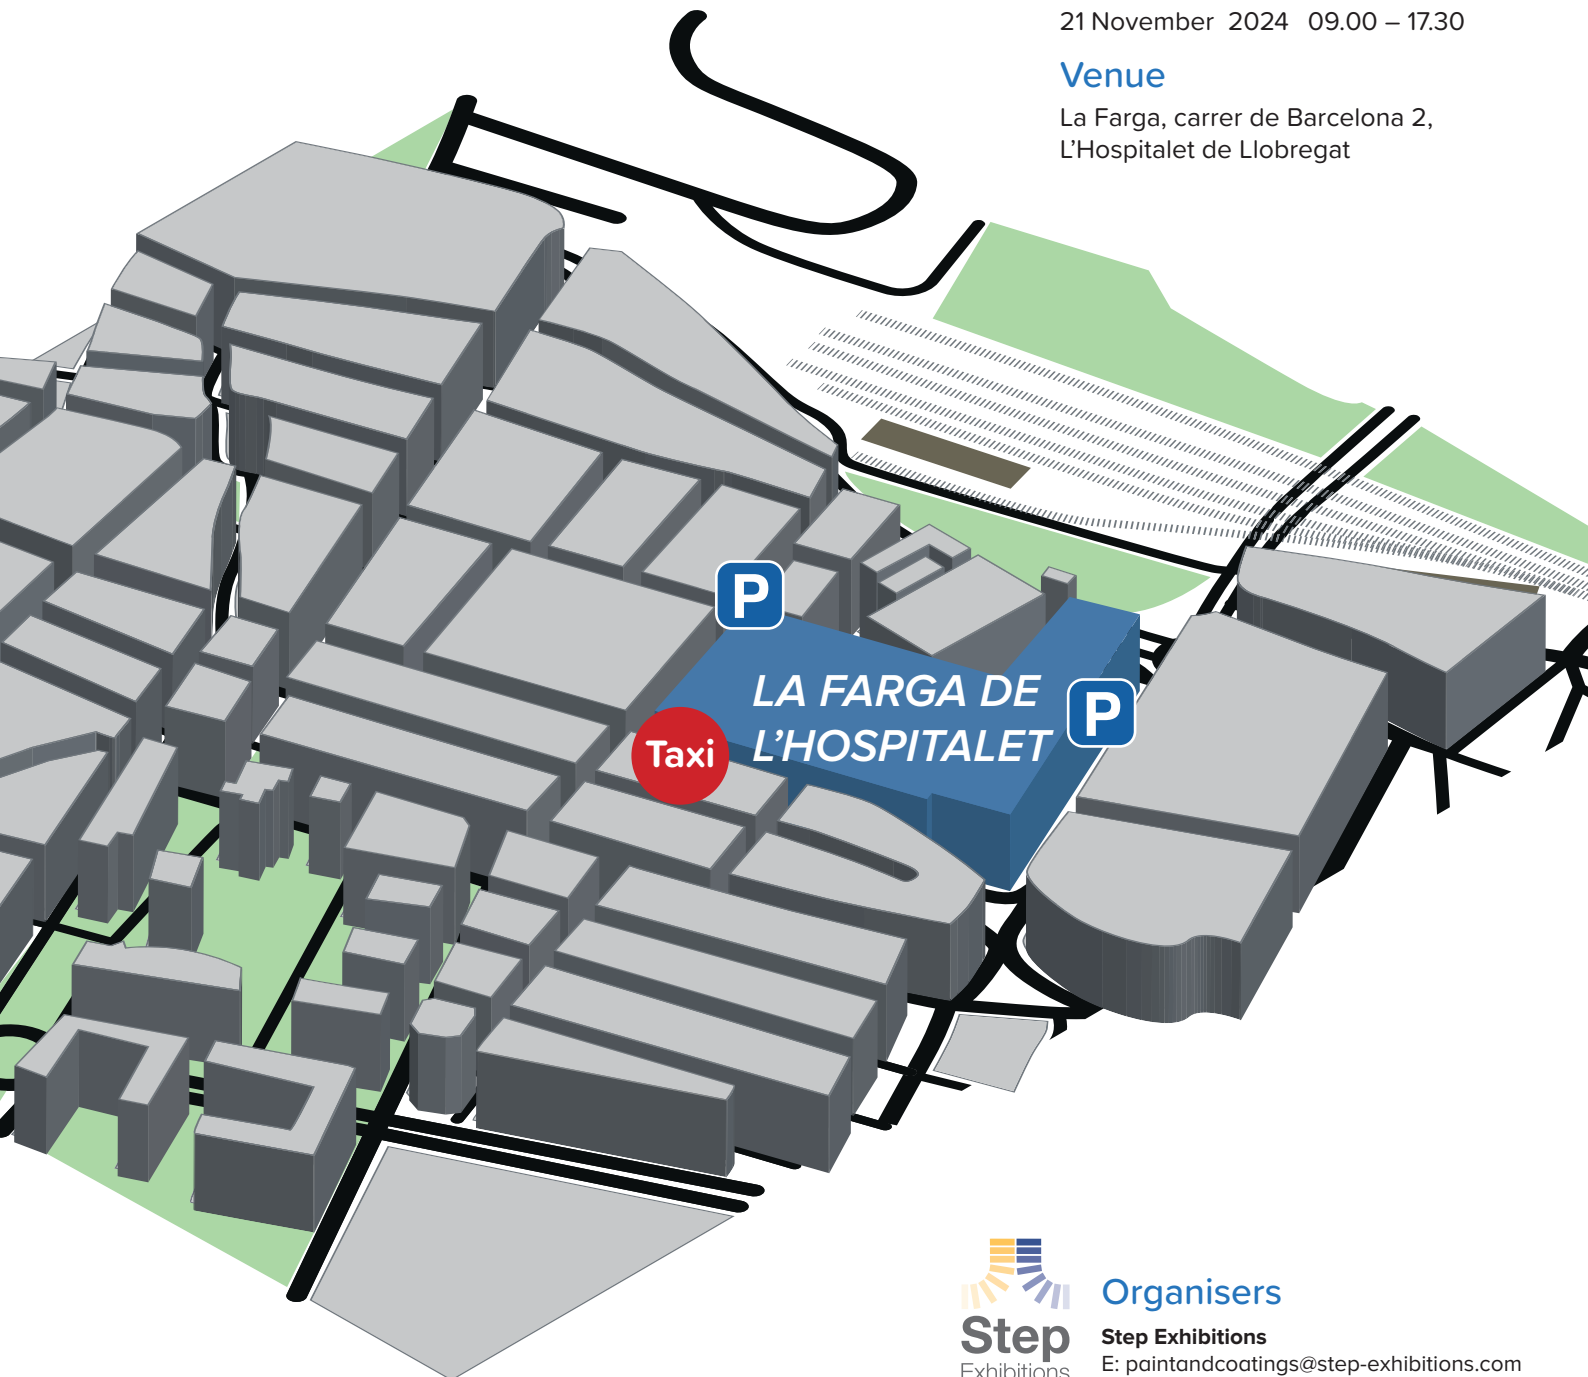 21 November 2024 09.00 – 17.30
Venue
La Farga, carrer de Barcelona 2,
L'Hospitalet de Llobregat
P
LA FARGA DE
L'HOSPITALET
P
Taxi
Step
Exhibitions
Organisers
Step Exhibitions
E: paintandcoatings@step-exhibitions.com